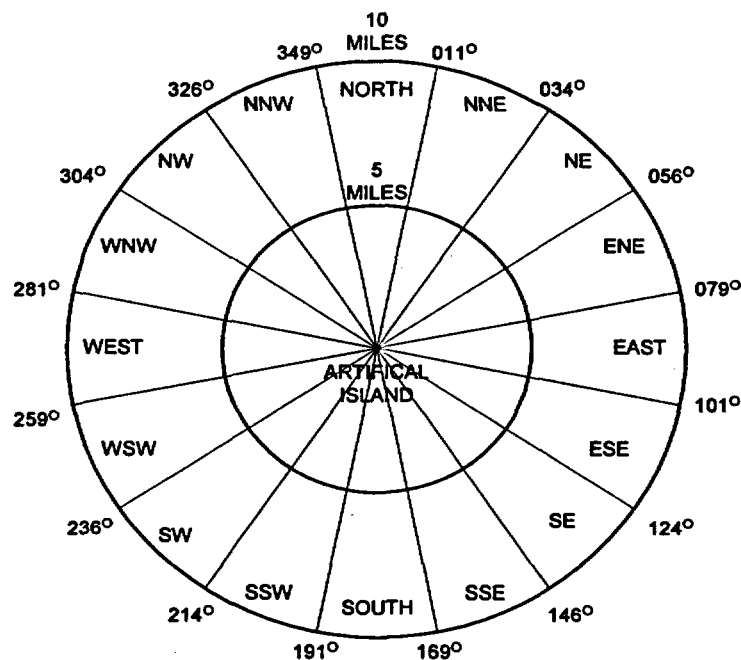 10
MILES
349° 011°
326° 034°
NNW NORTH NNE
NW NE
304° 056°
5
MILES
WNW ENE
281° 079°
WEST EAST
ARTIFICAL
ISLAND
259° 101°
WSW ESE
236° 124°
SW SE
SSW SOUTH SSE
214° 146°
191° 169°